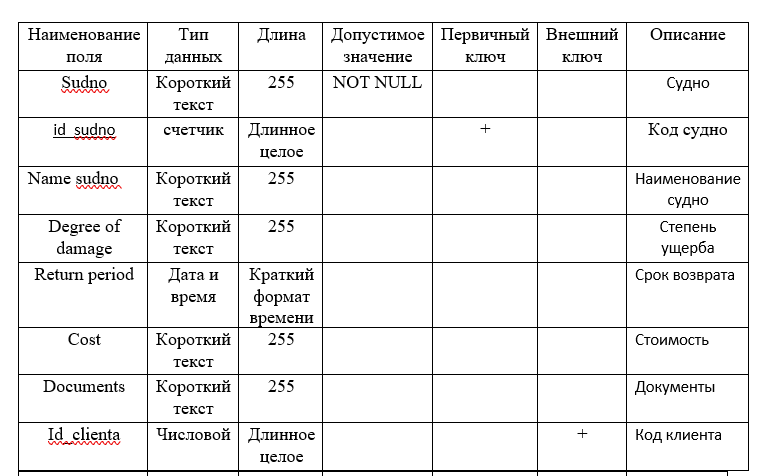 Наименование поля Тип данных Длина Допустимое значение Первичный ключ Внешний ключ Описание
Sudno Короткий текст 255 NOT NULL Судно
id_sudno счетчик Длинное целое + Код судно
Name sudno Короткий текст 255 Наименование судно
Degree of damage Короткий текст 255 Степень ущерба
Return period Дата и время Краткий формат времени Срок возврата
Cost Короткий текст 255 Стоимость
Documents Короткий текст 255 Документы
Id_clienta Числовой Длинное целое + Код клиента